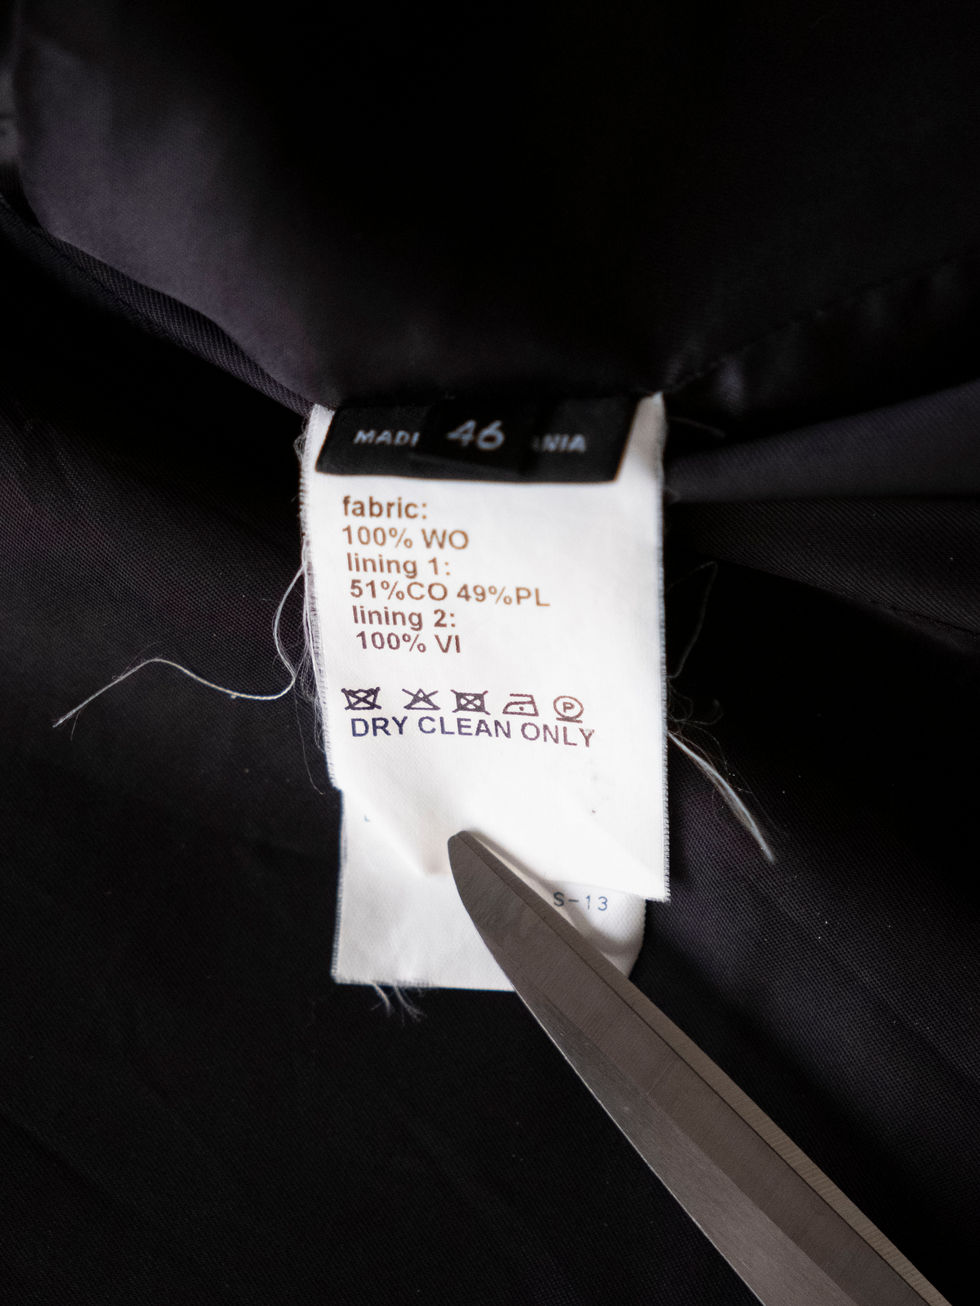 46
fabric:
100% WO
lining 1:
51%CO 49%PL
lining 2:
100% VI
P
DRY CLEAN ONLY
S-13